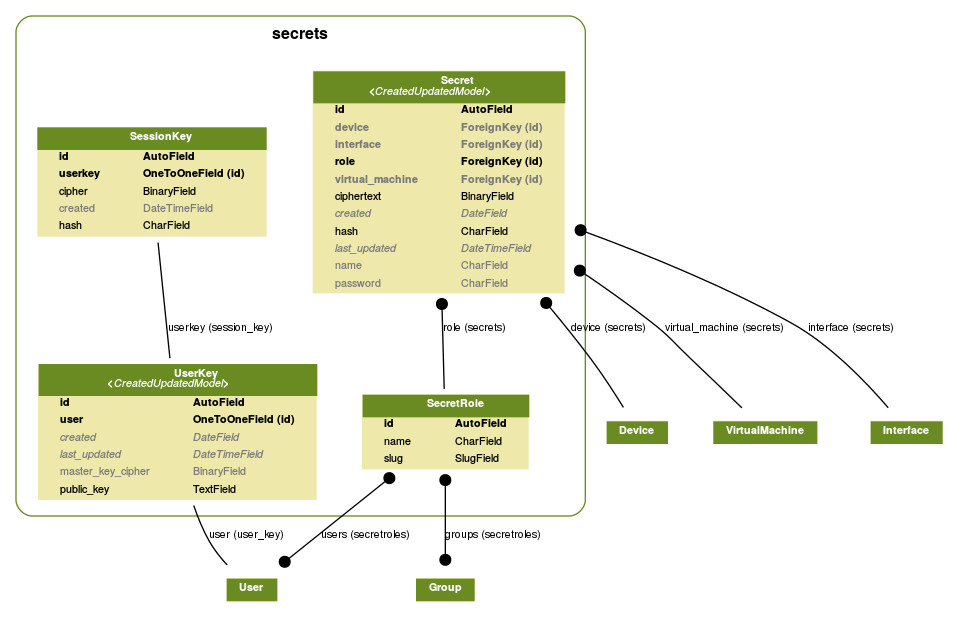 secrets
Secret
<CreatedUpdatedModel>
id AutoField
device ForeignKey (id)
interface ForeignKey (id)
role ForeignKey (id)
virtual_machine ForeignKey (id)
ciphertext BinaryField
created DateField
hash CharField
last_updated DateTimeField
name CharField
password CharField
SessionKey
id AutoField
userkey OneToOneField (id)
cipher BinaryField
created DateTimeField
hash CharField
userkey (session_key)
role (secrets)
device (secrets)
virtual_machine (secrets)
interface (secrets)
UserKey
<CreatedUpdatedModel>
id AutoField
user OneToOneField (id)
created DateField
last_updated DateTimeField
master_key_cipher BinaryField
public_key TextField
SecretRole
id AutoField
name CharField
slug SlugField
Device
VirtualMachine
Interface
user (user_key)
users (secretroles)
groups (secretroles)
User
Group